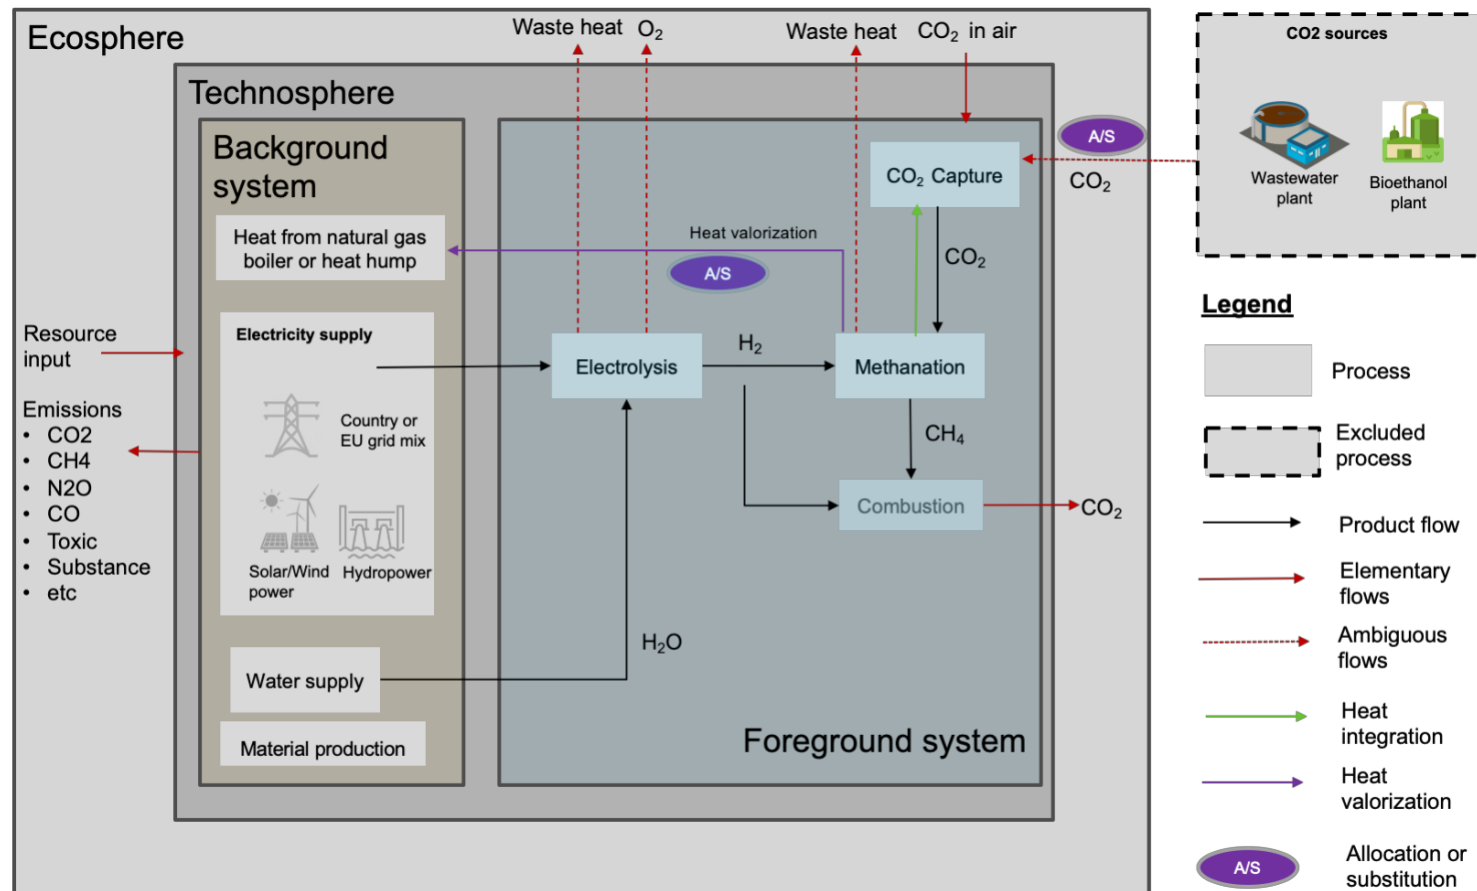 Ecosphere
Waste heat
O₂
Waste heat
CO₂ in air
CO2 sources
Technosphere
Background
system
A/S
CO₂
CO₂ Capture
Wastewater
plant
Bioethanol
plant
Heat from natural gas
boiler or heat hump
Heat valorization
A/S
CO₂
Legend
Resource
input
Electricity supply
H₂
Electrolysis
Methanation
Process
Emissions
• CO2
• CH4
• N2O
• CO
• Toxic
• Substance
• etc
Country or
EU grid mix
CH₄
Excluded
process
Combustion
CO₂
Product flow
Solar/Wind
power
Hydropower
Elementary
flows
H₂O
Ambiguous
flows
Water supply
Heat
integration
Material production
Foreground system
Heat
valorization
A/S
Allocation or
substitution